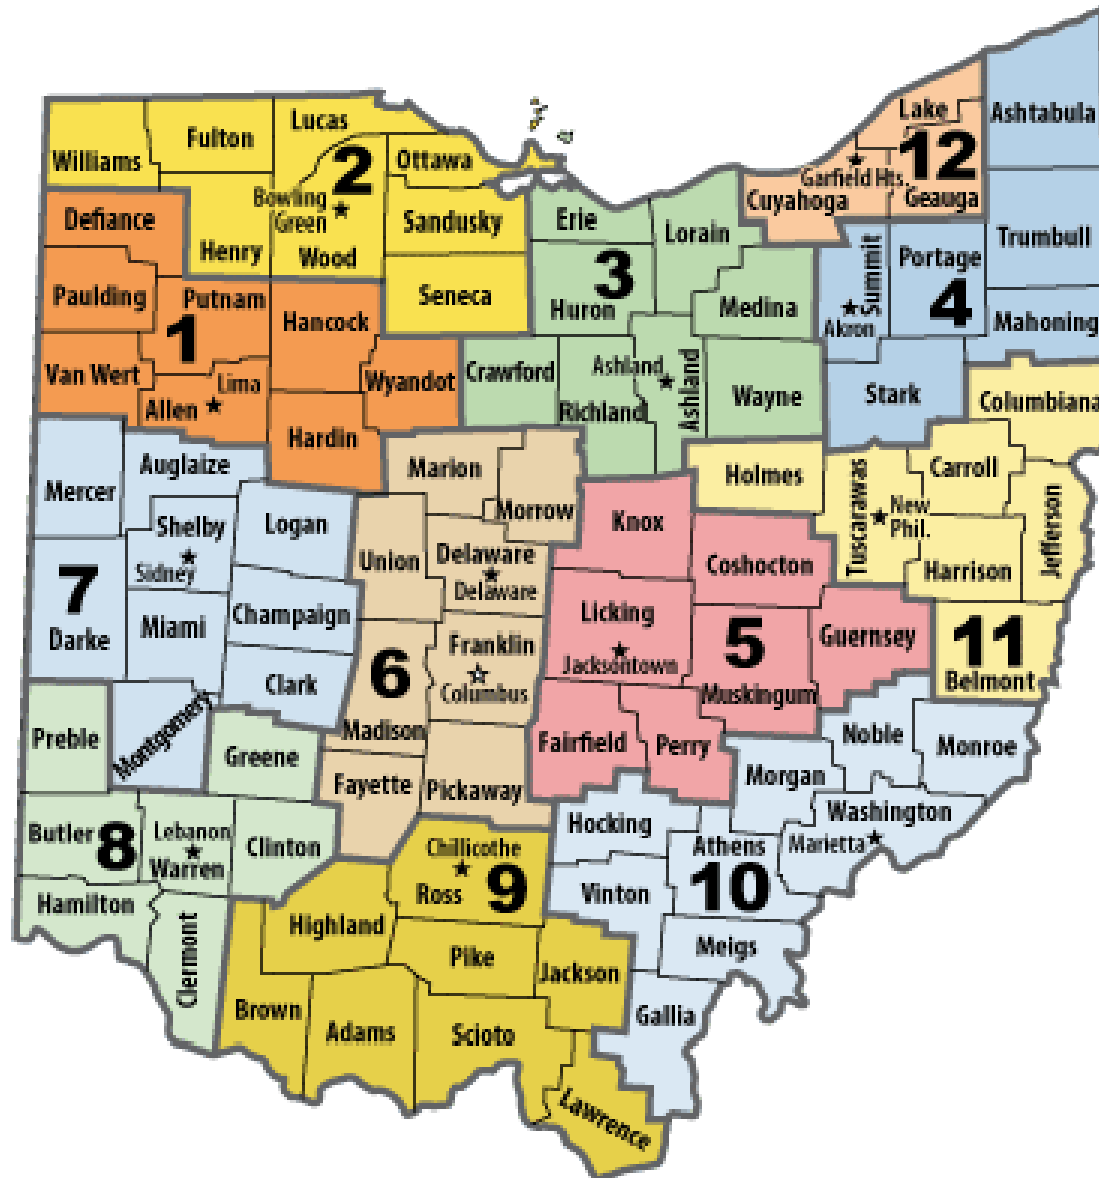 Lake
Ashtabula
Lucas
Fulton
12
Williams
2
Ottawa
Garfield Hts.
Cuyahoga
Geauga
Bowling
Green
Defiance
Sandusky
Erie
Lorain
Henry
Wood
Summit
Portage
Trumbull
Paulding
Putnam
Seneca
3
Huron
Medina
4
Akron
Mahoning
1
Hancock
Van Wert
Lima
Wyandot
Crawford
Ashland
Ashland
Wayne
Stark
Columbiana
Allen
Richland
Hardin
Auglaize
Marion
Holmes
Carroll
Mercer
Morrow
Tuscarawas
New
Phil.
Jefferson
Shelby
Logan
Knox
Sidney
Union
Delaware
Delaware
Coshocton
Harrison
7
Darke
Miami
Champaign
Licking
5
Guernsey
11
Franklin
Jacksontown
Clark
6
Columbus
Muskingum
Belmont
Preble
Montgomery
Greene
Madison
Fairfield
Perry
Noble
Monroe
Fayette
Pickaway
Morgan
Washington
Butler
8
Lebanon
Warren
Clinton
Chillicothe
Hocking
Athens
Marietta
Ross
9
Vinton
10
Hamilton
Highland
Clermont
Pike
Jackson
Meigs
Brown
Adams
Scioto
Gallia
Lawrence